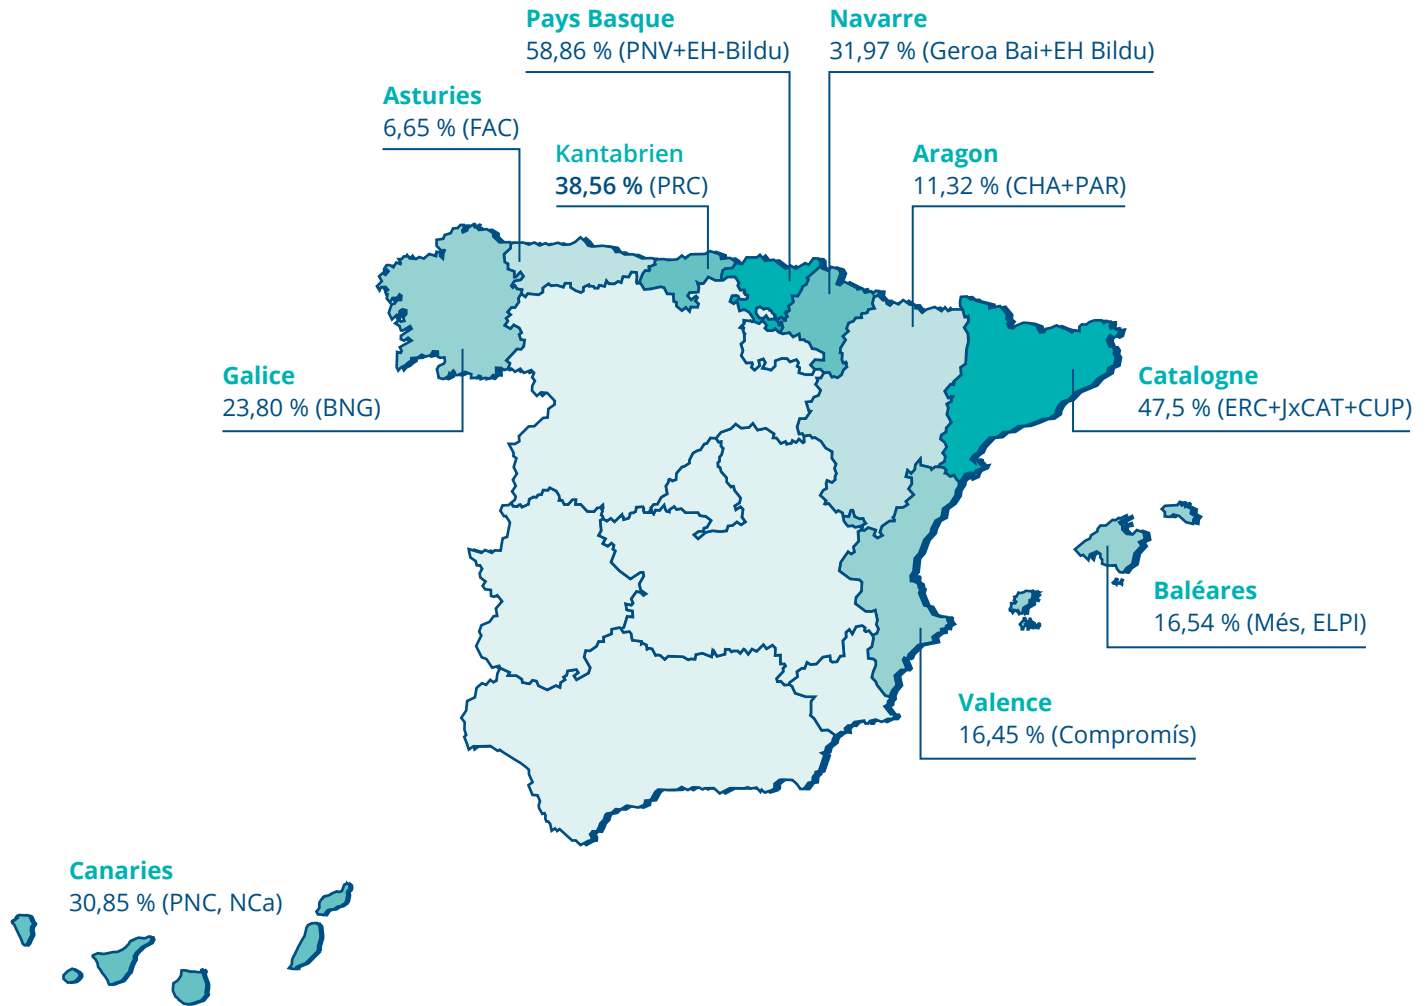 Pays Basque
58,86 % (PNV+EH-Bildu)
Navarre
31,97 % (Geroa Bai+EH Bildu)
Asturies
6,65 % (FAC)
Kantabrien
38,56 % (PRC)
Aragon
11,32 % (CHA+PAR)
Galice
23,80 % (BNG)
Catalogne
47,5 % (ERC+JxCAT+CUP)
Baléares
16,54 % (Més, ELPI)
Valence
16,45 % (Compromís)
Canaries
30,85 % (PNC, NCa)